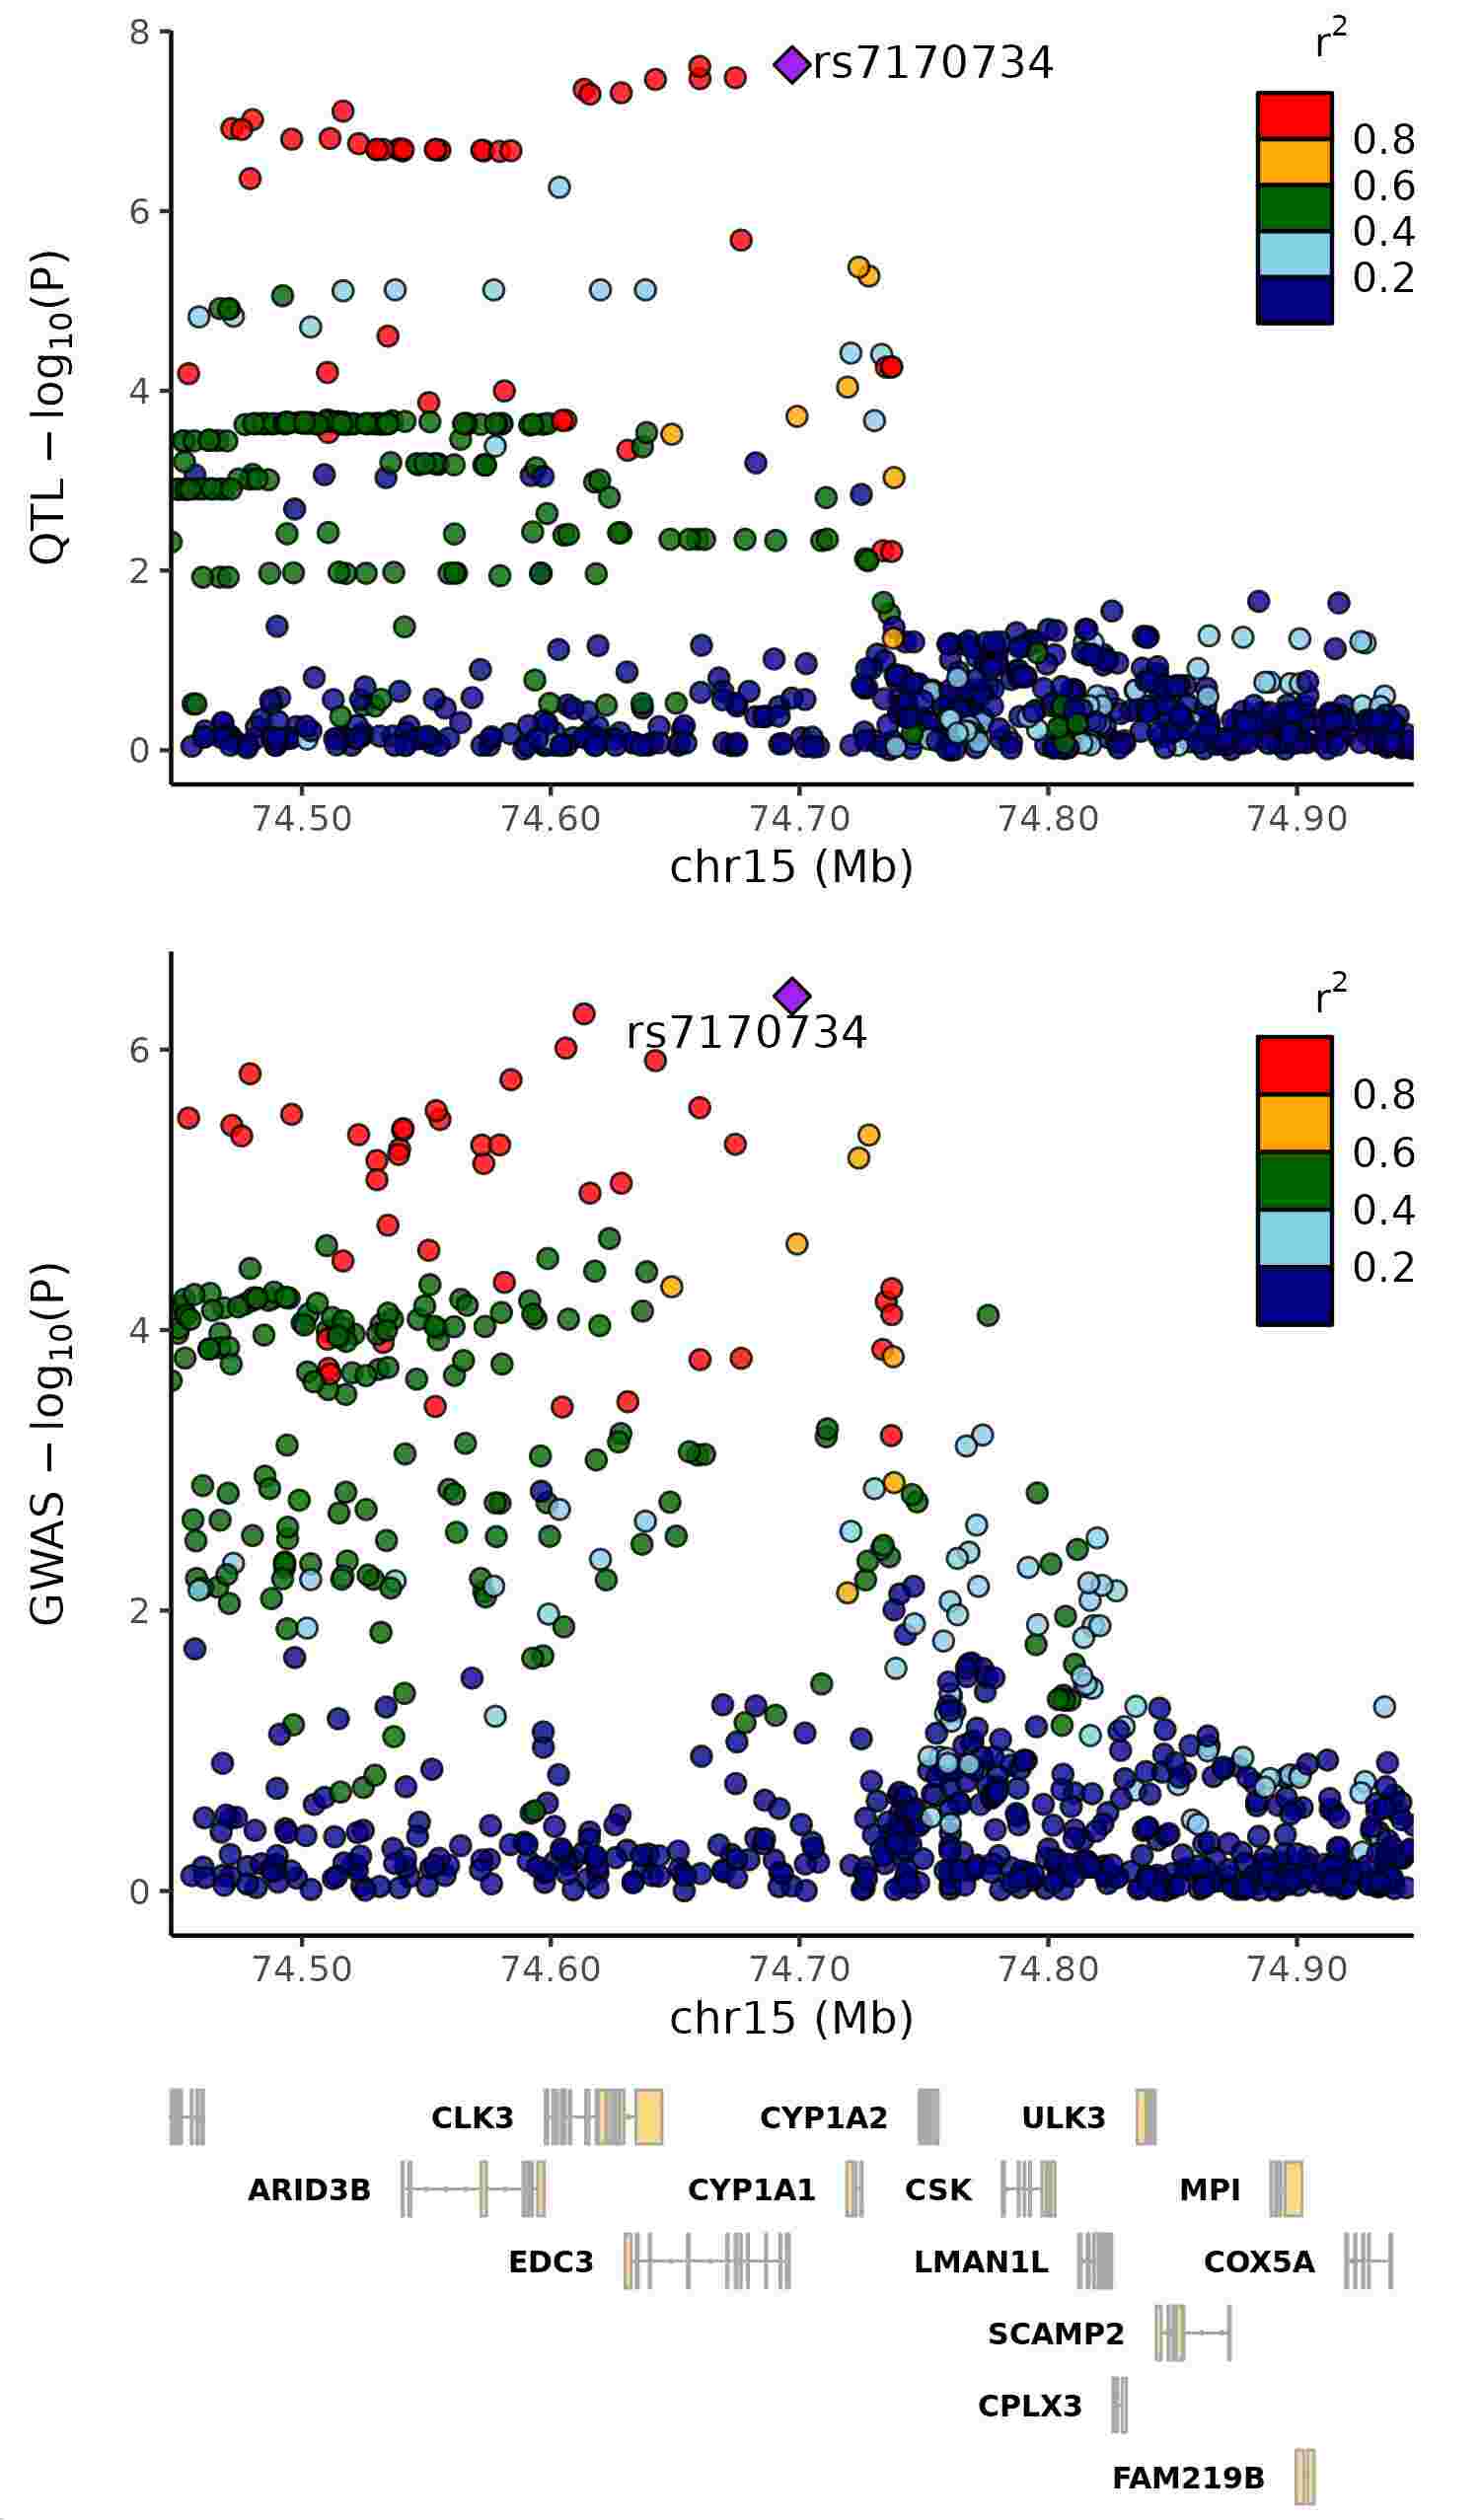 8
6
4
2
0
QTL −log10(P)
rs7170734
r2
0.8
0.6
0.4
0.2
74.50 74.60 74.70 74.80 74.90
chr15 (Mb)
6
4
2
0
GWAS −log10(P)
rs7170734
r2
0.8
0.6
0.4
0.2
74.50 74.60 74.70 74.80 74.90
chr15 (Mb)
CLK3 CYP1A2 ULK3
ARID3B CYP1A1 CSK MPI
EDC3 LMAN1L COX5A
SCAMP2
CPLX3
FAM219B